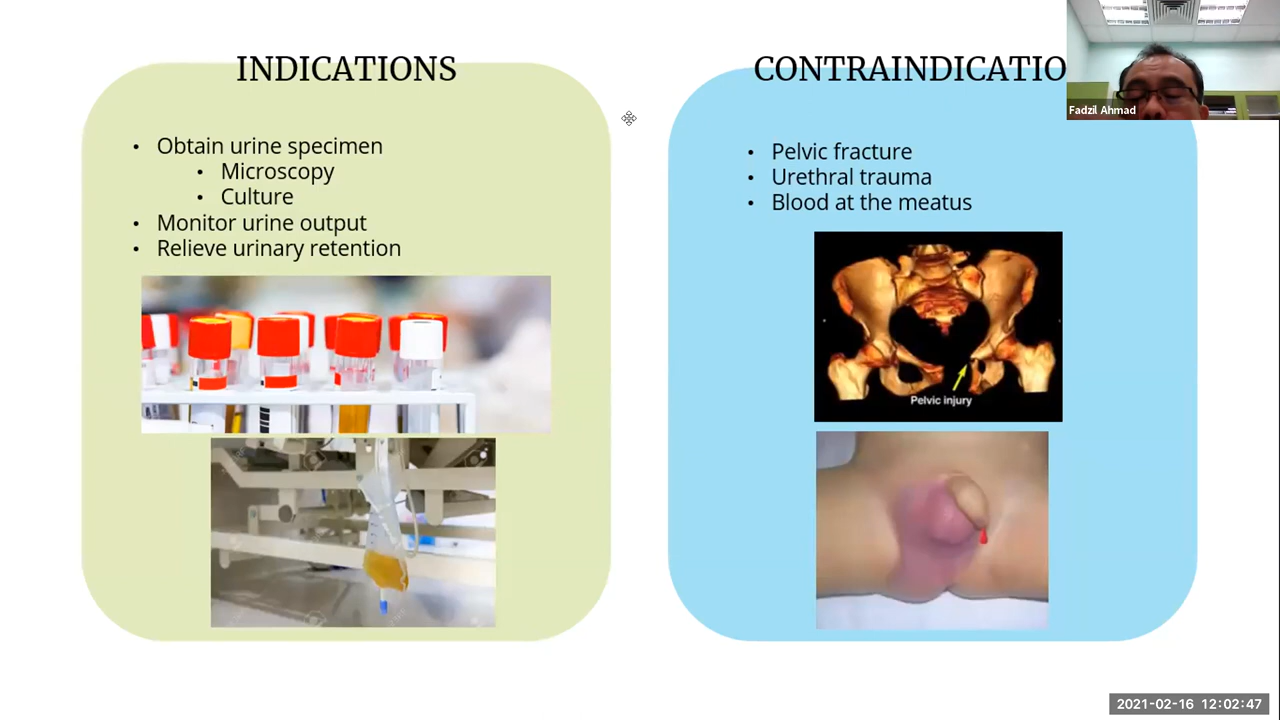 INDICATIONS
• Obtain urine specimen
• Microscopy
• Culture
• Monitor urine output
• Relieve urinary retention
CONTRAINDICATIO
• Pelvic fracture
• Urethral trauma
• Blood at the meatus
Pelvic injury
Fadzil Ahmad
2021-02-16 12:02:47